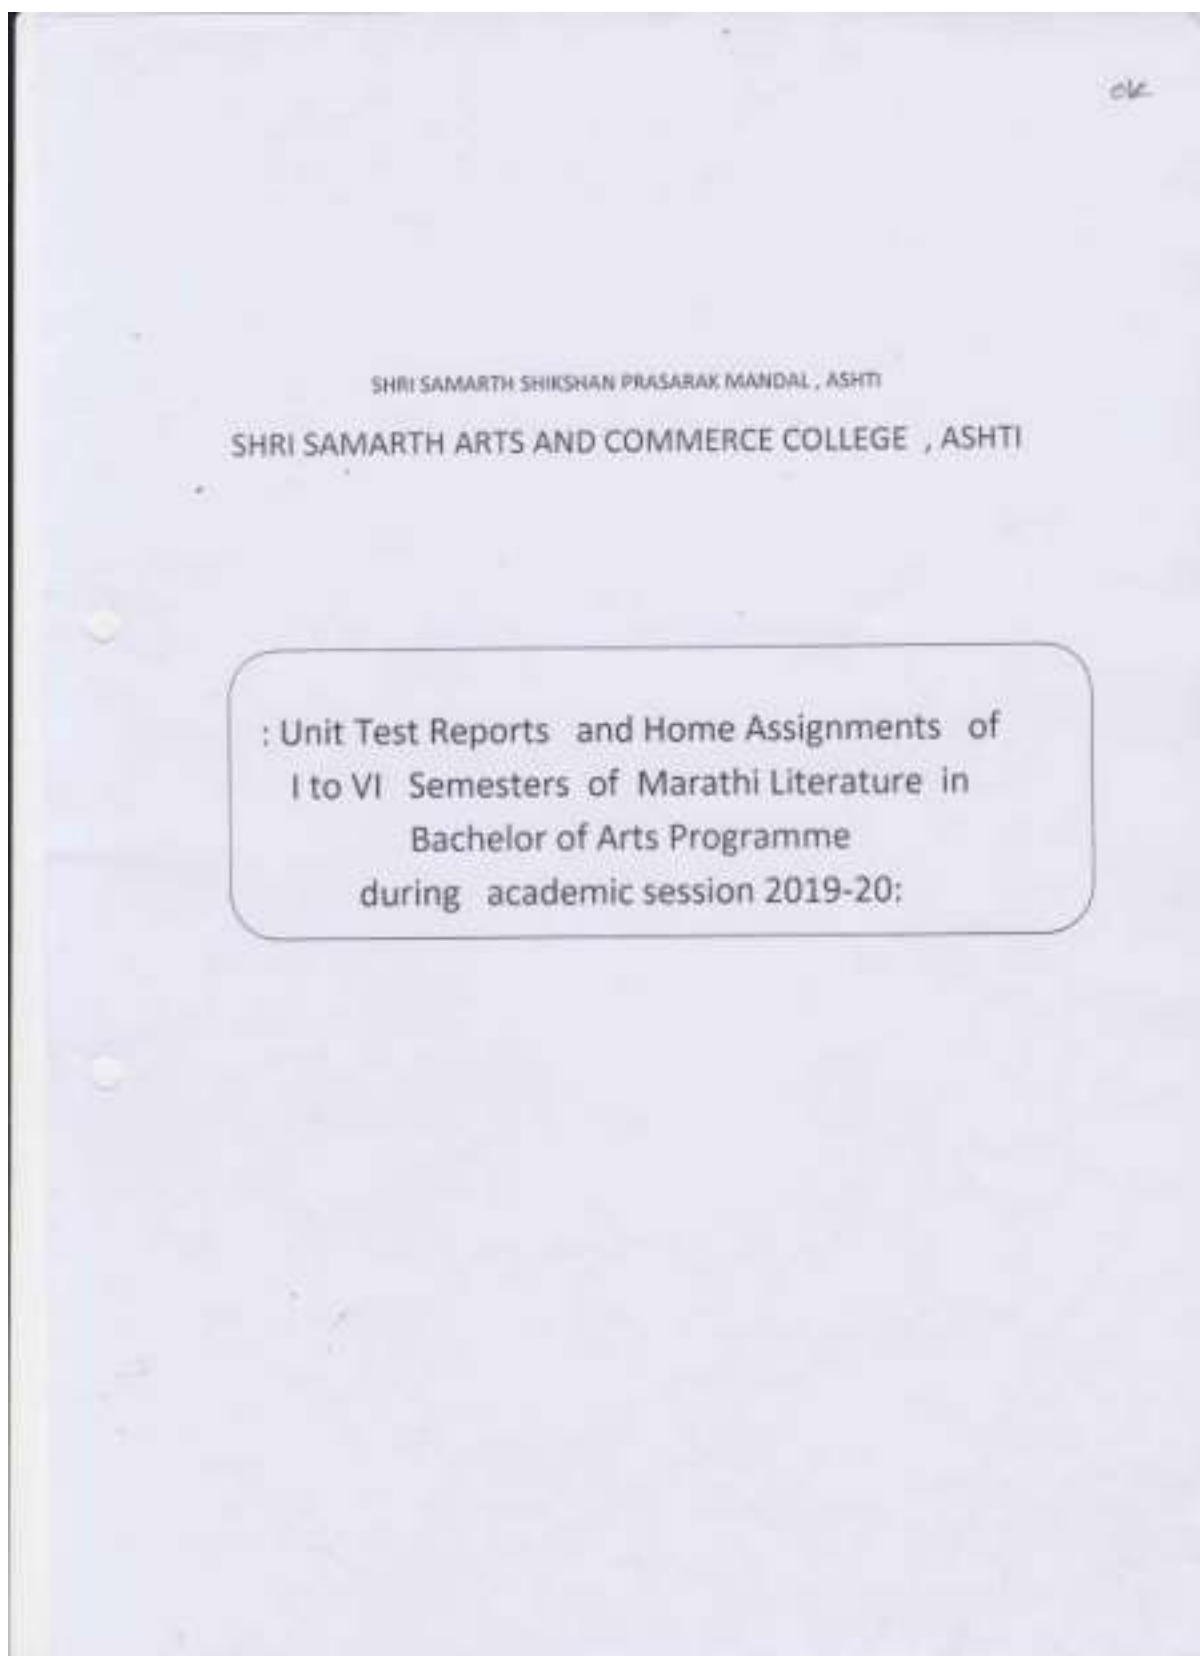 ok
SHRI SAMARTH SHIKSHAN PRASARAK MANDAL , ASHTI
SHRI SAMARTH ARTS AND COMMERCE COLLEGE , ASHTI
: Unit Test Reports and Home Assignments of
I to VI Semesters of Marathi Literature in
Bachelor of Arts Programme
during academic session 2019-20: